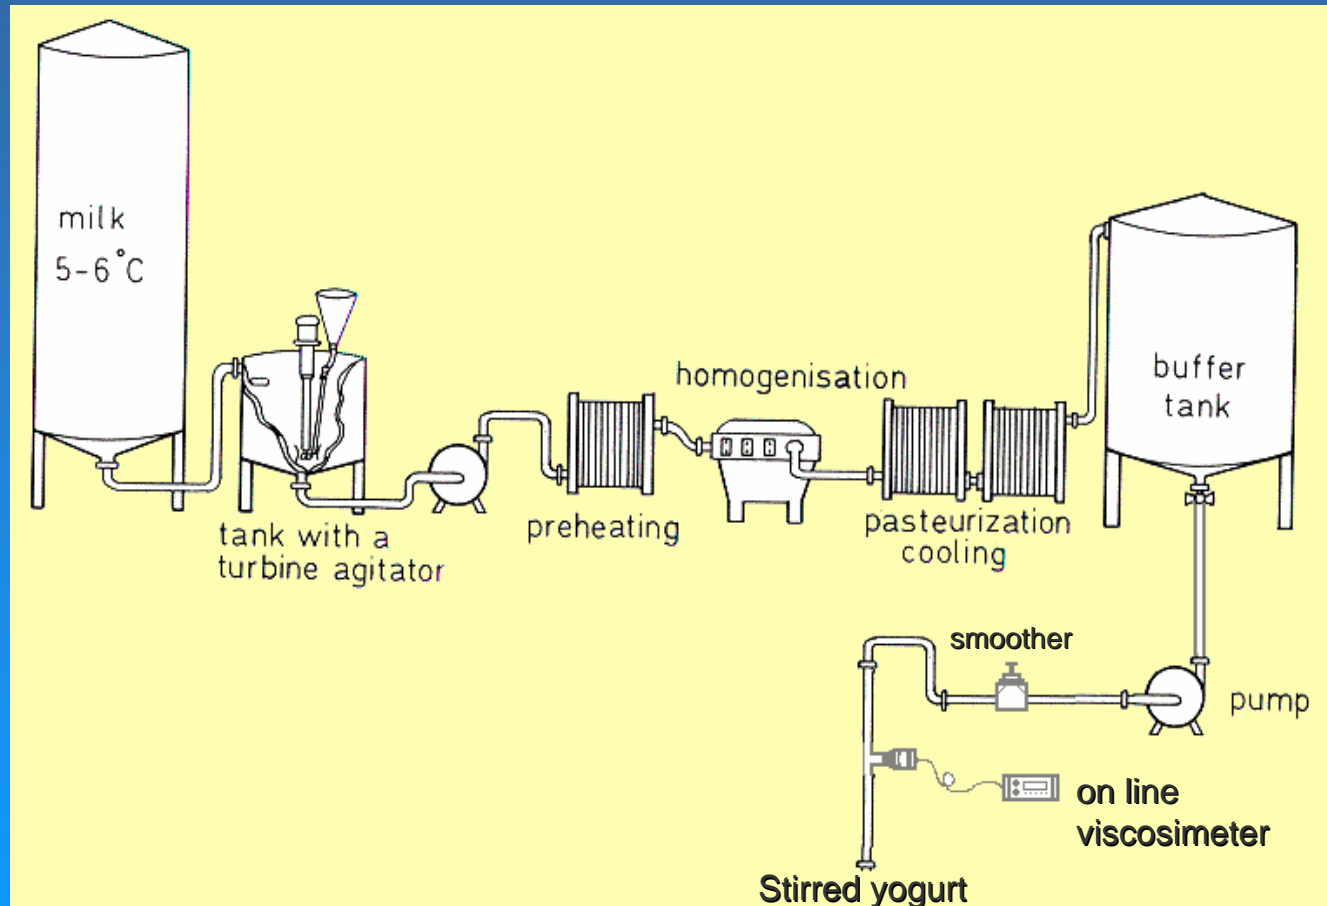 milk
5-6°C
tank with a
turbine agitator
preheating
homogenisation
pasteurization
cooling
buffer
tank
smoother
pump
on line
viscosimeter
Stirred yogurt